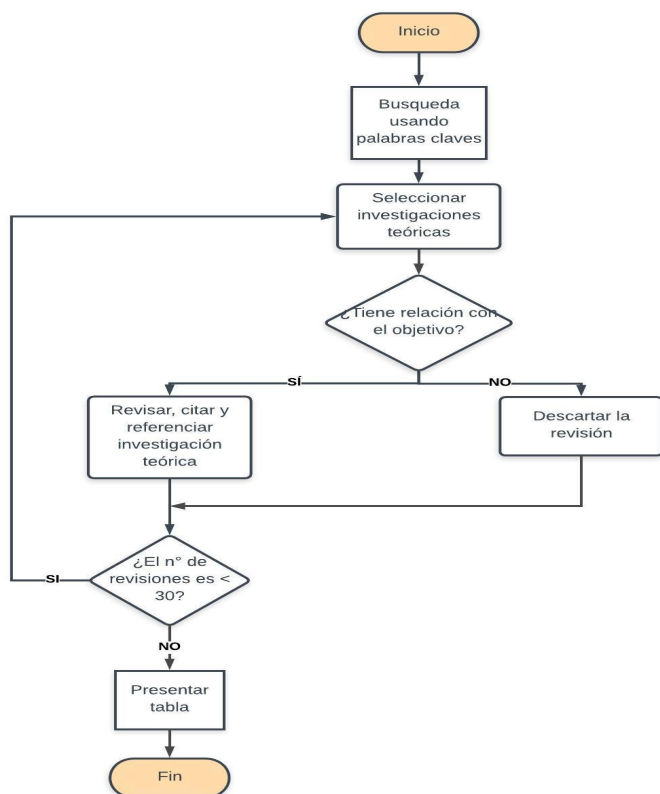 Inicio
Busqueda
usando
palabras claves
Seleccionar
investigaciones
teóricas
¿Tiene relación con
el objetivo?
SÍ
NO
Revisar, citar y
referenciar
investigación
teórica
Descartar la
revisión
¿El n° de
revisiones es <
30?
SI
NO
Presentar
tabla
Fin